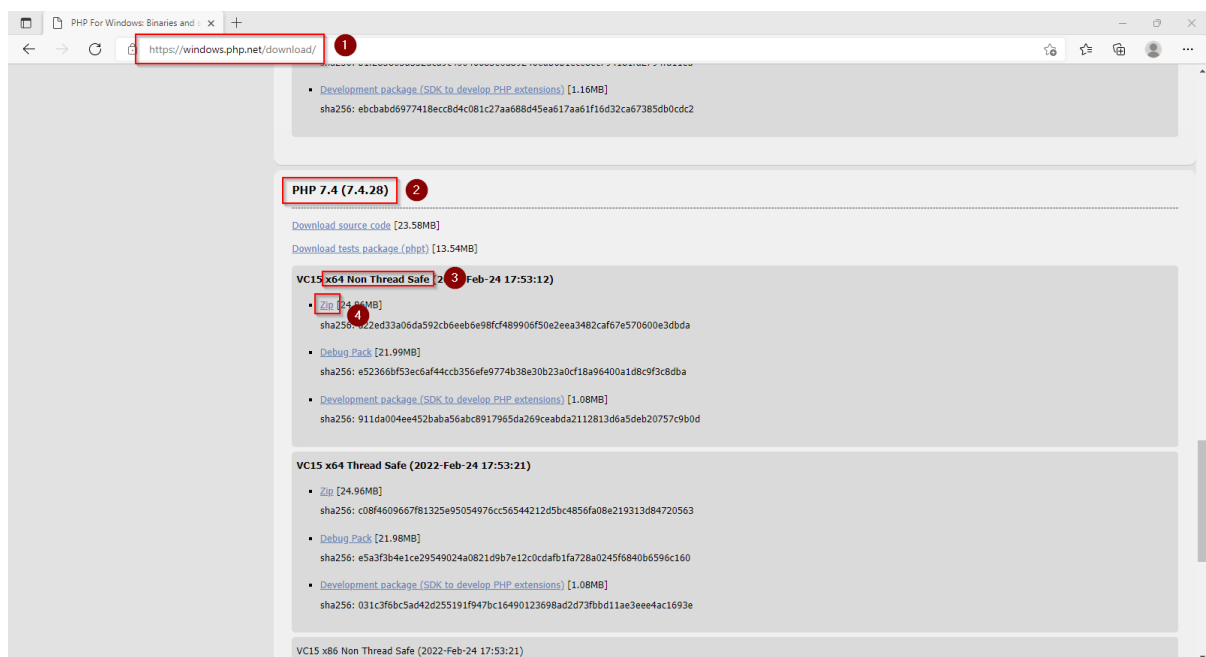 PHP For Windows: Binaries and s
https://windows.php.net/download/
1
Development package (SDK to develop PHP extensions) [1.16MB]
sha256: ebcbabd6977418ecc8d4c081c27aa688d45ea617aa61f16d32ca67385db0cdc2
PHP 7.4 (7.4.28)
2
Download source code [23.58MB]
Download tests package (phpt) [13.54MB]
VC15 x64 Non Thread Safe (2 3 Feb-24 17:53:12)
Zip [24.86MB]
4
sha256: 222ed33a06da592cb6eeb6e98fcf489906f50e2eea3482caf67e570600e3dbda
Debug Pack [21.99MB]
sha256: e52366bf53ec6af44ccb356efe9774b38e30b23a0cf18a96400a1d8c9f3c8dba
Development package (SDK to develop PHP extensions) [1.08MB]
sha256: 911da004ee452baba56abc8917965da269ceabda2112813d6a5deb20757c9b0d
VC15 x64 Thread Safe (2022-Feb-24 17:53:21)
Zip [24.96MB]
sha256: c08f4609667f81325e95054976cc56544212d5bc4856fa08e219313d84720563
Debug Pack [21.98MB]
sha256: e5a3f3b4e1ce29549024a0821d9b7e12c0cdafb1fa728a0245f6840b6596c160
Development package (SDK to develop PHP extensions) [1.08MB]
sha256: 031c3f6bc5ad42d255191f947bc16490123698ad2d73fbbd11ae3eee4ac1693e
VC15 x86 Non Thread Safe (2022-Feb-24 17:53:21)